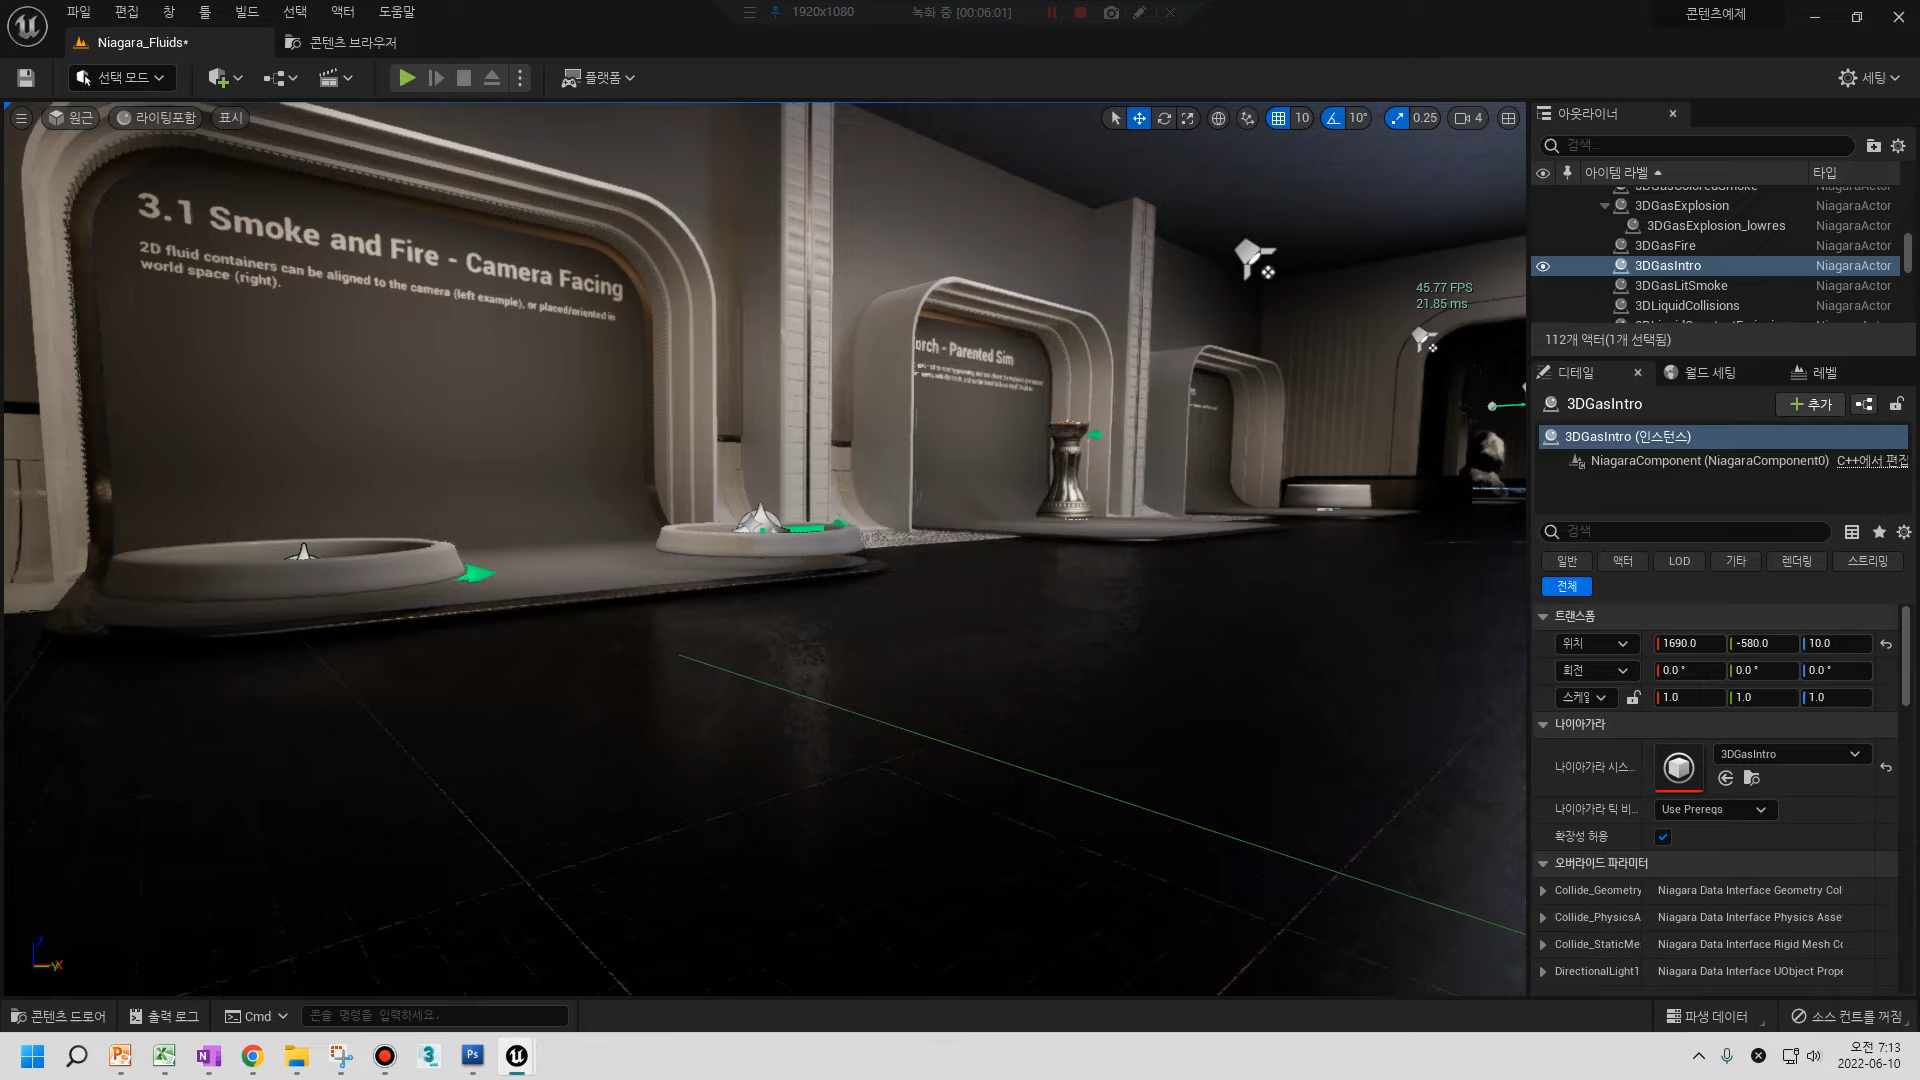 파일 편집 창 툴 빌드 선택 액터 도움말
1920x1080
녹화 중 [00:06:01]
콘텐츠예제
Niagara_Fluids*
콘텐츠 브라우저
선택 모드
플랫폼
세팅
원근
라이팅포함
표시
10
10°
0.25
4
3.1 Smoke and Fire - Camera Facing
2D fluid containers can be aligned to the camera (left example), or placed/oriented in
world space (right).
orch - Parented Sim
45.77 FPS
21.85 ms
아웃라이너
검색...
아이템 라벨
타입
3DGasColoredSmoke NiagaraActor
3DGasExplosion NiagaraActor
3DGasExplosion_lowres NiagaraActor
3DGasFire NiagaraActor
3DGasIntro NiagaraActor
3DGasLitSmoke NiagaraActor
3DLiquidCollisions NiagaraActor
112개 액터(1개 선택됨)
디테일
월드 세팅
레벨
3DGasIntro
추가
3DGasIntro (인스턴스)
NiagaraComponent (NiagaraComponent0) C++에서 편집
검색
일반 액터 LOD 기타 렌더링 스트리밍
전체
트랜스폼
위치 1690.0 -580.0 10.0
회전 0.0 ° 0.0 ° 0.0 °
스케일 1.0 1.0 1.0
나이아가라
나이아가라 시스... 3DGasIntro
나이아가라 틱 비... Use Prereqs
확장성 허용
오버라이드 파라미터
Collide_Geometry Niagara Data Interface Geometry Col
Collide_PhysicsA Niagara Data Interface Physics Asse
Collide_StaticMe Niagara Data Interface Rigid Mesh Co
DirectionalLight1 Niagara Data Interface UObject Prope
Z
X
콘텐츠 드로어
출력 로그
Cmd
콘솔 명령을 입력하세요.
파생 데이터
소스 컨트롤 꺼짐
오전 7:13
2022-06-10